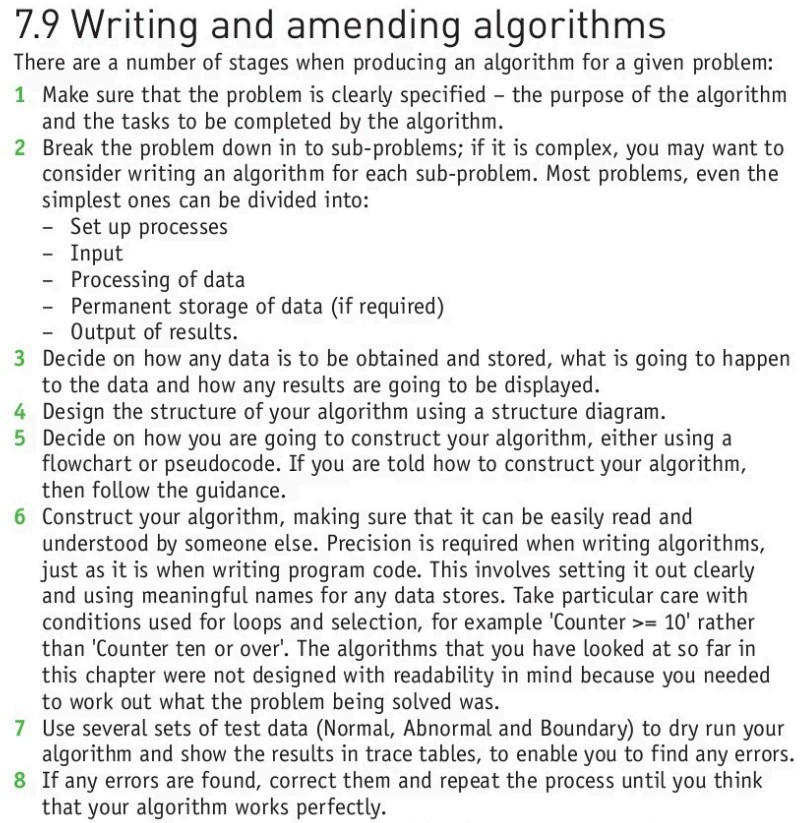 7.9 Writing and amending algorithms
There are a number of stages when producing an algorithm for a given problem:
1 Make sure that the problem is clearly specified – the purpose of the algorithm
and the tasks to be completed by the algorithm.
2 Break the problem down in to sub-problems; if it is complex, you may want to
consider writing an algorithm for each sub-problem. Most problems, even the
simplest ones can be divided into:
– Set up processes
– Input
– Processing of data
– Permanent storage of data (if required)
– Output of results.
3 Decide on how any data is to be obtained and stored, what is going to happen
to the data and how any results are going to be displayed.
4 Design the structure of your algorithm using a structure diagram.
5 Decide on how you are going to construct your algorithm, either using a
flowchart or pseudocode. If you are told how to construct your algorithm,
then follow the guidance.
6 Construct your algorithm, making sure that it can be easily read and
understood by someone else. Precision is required when writing algorithms,
just as it is when writing program code. This involves setting it out clearly
and using meaningful names for any data stores. Take particular care with
conditions used for loops and selection, for example 'Counter >= 10' rather
than 'Counter ten or over'. The algorithms that you have looked at so far in
this chapter were not designed with readability in mind because you needed
to work out what the problem being solved was.
7 Use several sets of test data (Normal, Abnormal and Boundary) to dry run your
algorithm and show the results in trace tables, to enable you to find any errors.
8 If any errors are found, correct them and repeat the process until you think
that your algorithm works perfectly.